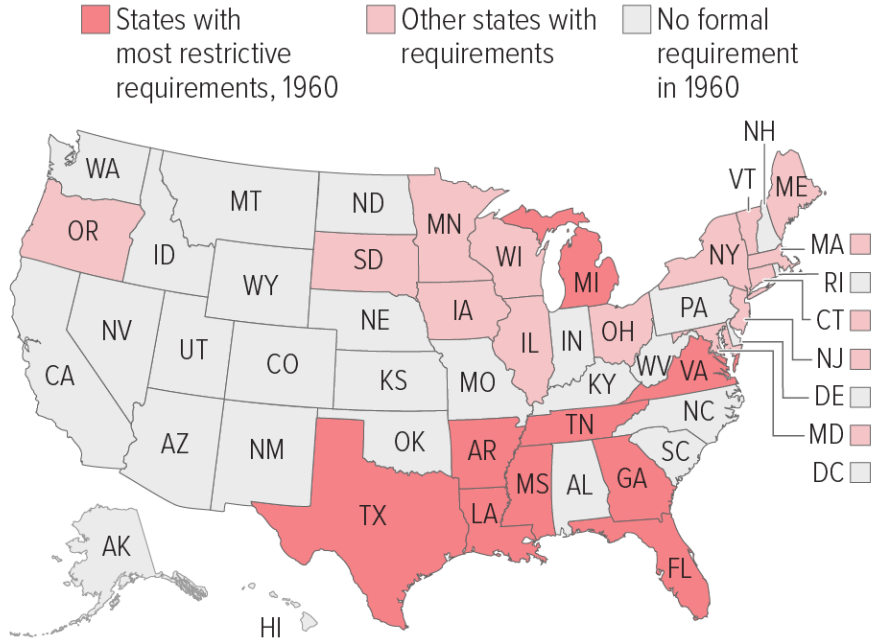 States with
most restrictive
requirements, 1960
Other states with
requirements
No formal
requirement
in 1960
NH
WA
VT
ME
MT
ND
MN
OR
MA
ID
SD
WI
NY
RI
WY
MI
CT
IA
PA
NE
NJ
NV
OH
IL
IN
UT
DE
CO
WV
VA
CA
KS
MO
KY
MD
NC
TN
AZ
NM
OK
AR
SC
DC
MS
AL
GA
TX
LA
AK
FL
HI